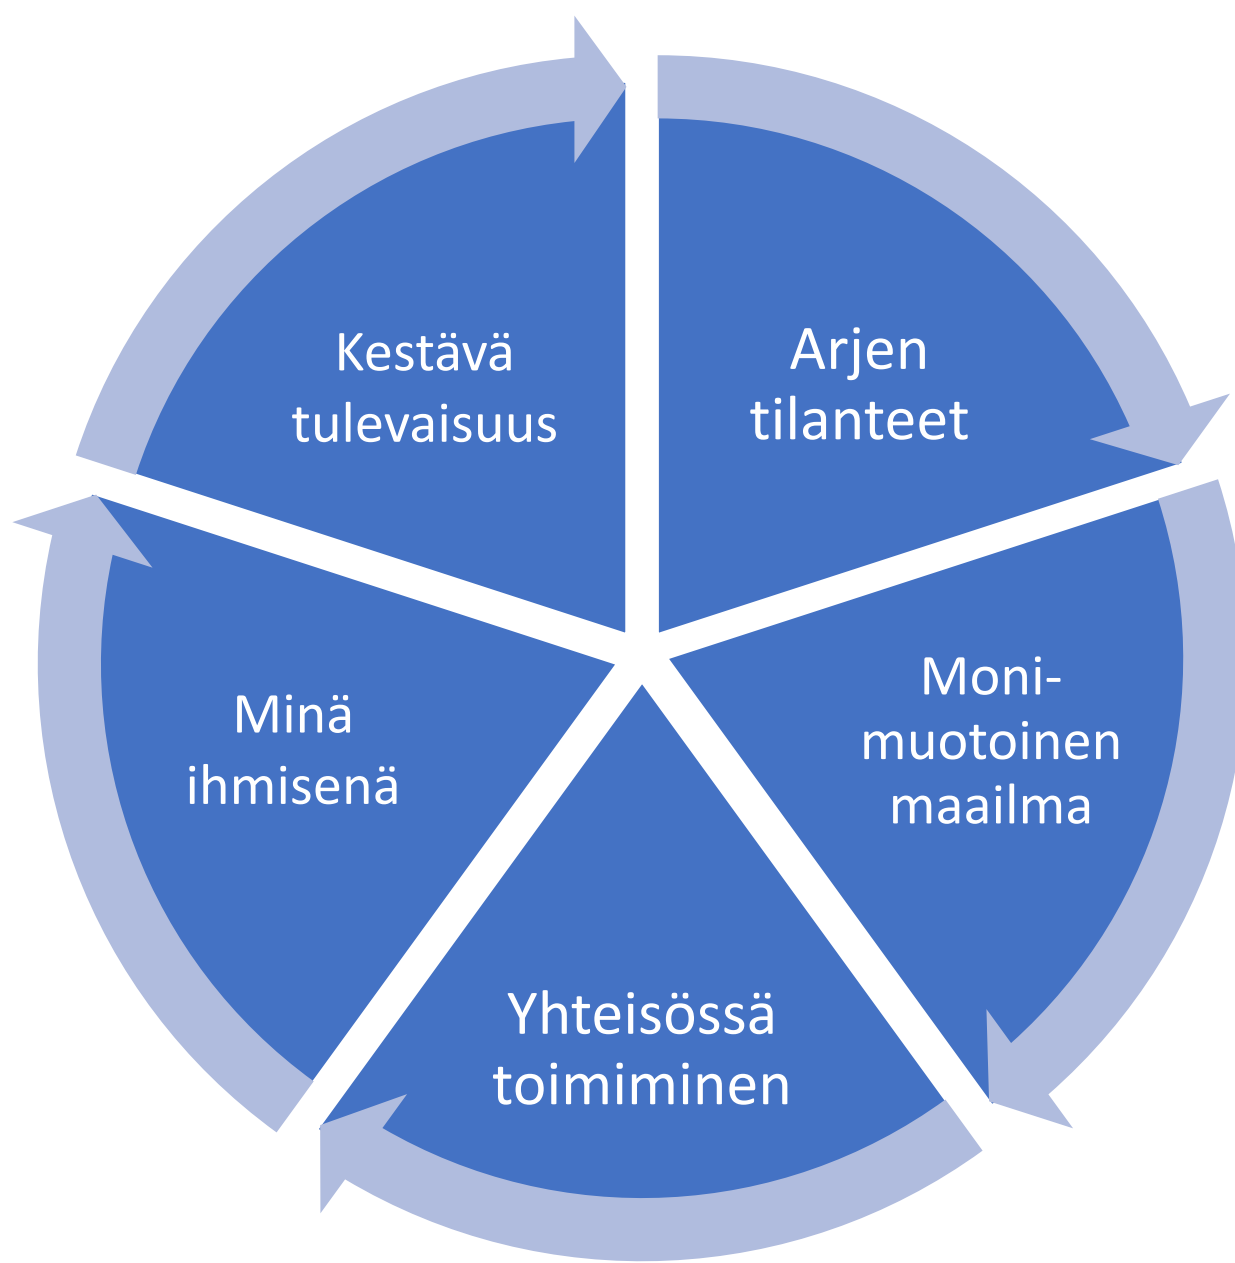 Kestävä
tulevaisuus
Arjen
tilanteet
Moni-
muotoinen
maailma
Yhteisössä
toimiminen
Minä
ihmisenä